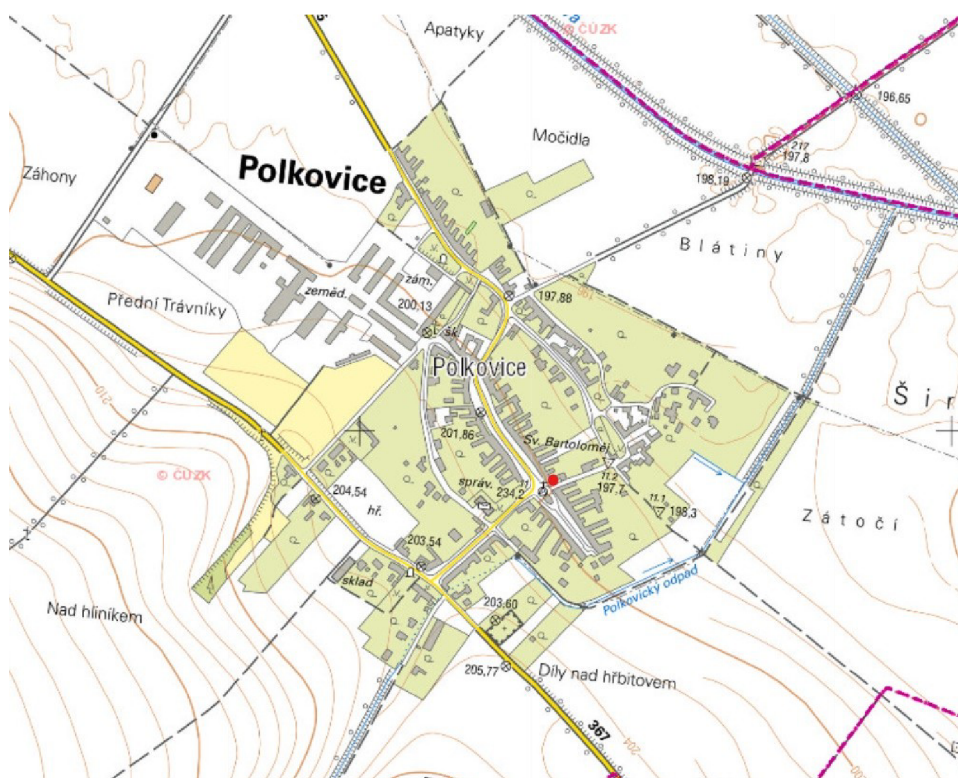 Apatyky
© ČÚZK
196,65
Močidla
217
197,8
Záhony
Polkovice
198,19
Blátiny
zám.
Přední Trávníky
zeměd.
200,13
197,88
šk.
Polkovice
Šir
201,86
Sv. Bartoloměj
11
11.2
197,7
© ČÚZK
204,54
správ.
234,2
11.1
198,3
hř.
Zátočí
203,54
sklad
Polkovický odpad
Nad hliníkem
203,60
205,77
Díly nad hřbitovem
367
204